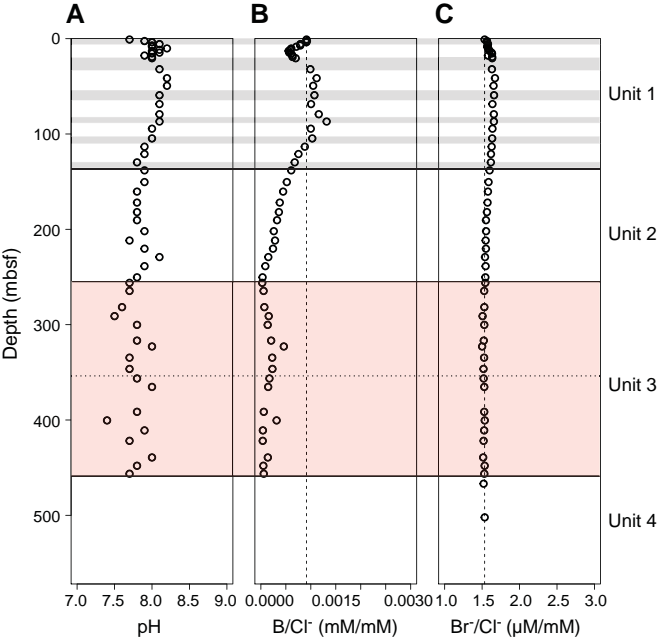 A
B
C
0
100
200
300
400
500
Depth (mbsf)
Unit 1
Unit 2
Unit 3
Unit 4
7.0 7.5 8.0 8.5 9.0
0.0000 0.0015 0.0030
1.0 1.5 2.0 2.5 3.0
pH
B/Cl⁻ (mM/mM)
Br⁻/Cl⁻ (µM/mM)